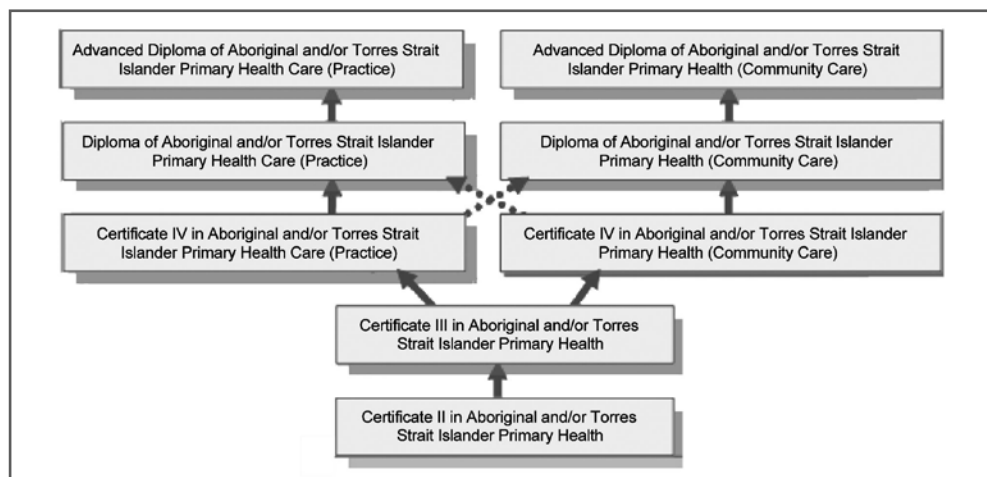 Advanced Diploma of Aboriginal and/or Torres Strait
Islander Primary Health Care (Practice)
Advanced Diploma of Aboriginal and/or Torres Strait
Islander Primary Health (Community Care)
Diploma of Aboriginal and/or Torres Strait Islander
Primary Health Care (Practice)
Diploma of Aboriginal and/or Torres Strait Islander
Primary Health (Community Care)
Certificate IV in Aboriginal and/or Torres Strait
Islander Primary Health Care (Practice)
Certificate IV in Aboriginal and/or Torres Strait Islander
Primary Health (Community Care)
Certificate III in Aboriginal and/or Torres
Strait Islander Primary Health
Certificate II in Aboriginal and/or Torres
Strait Islander Primary Health